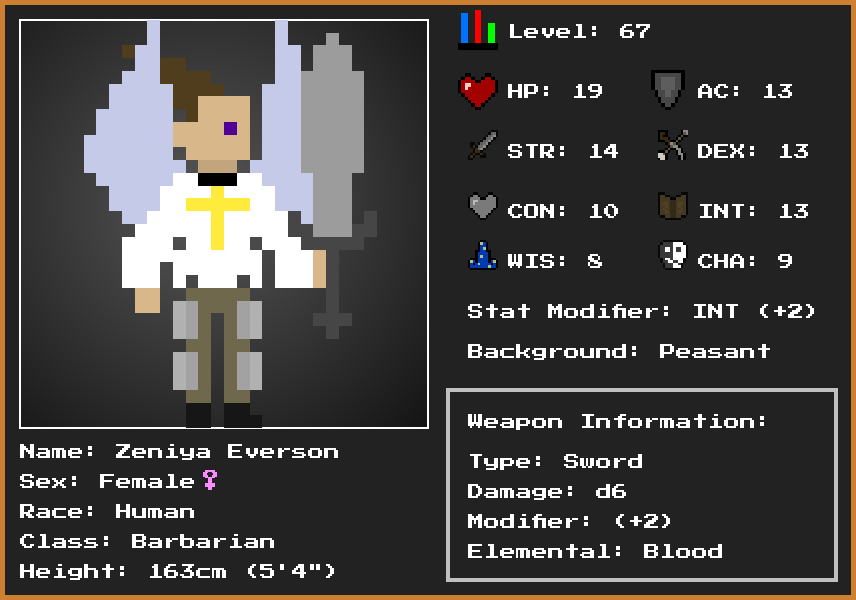 Level: 67
HP: 19
AC: 13
STR: 14
DEX: 13
CON: 10
INT: 13
WIS: 8
CHA: 9
Stat Modifier: INT (+2)
Background: Peasant
Weapon Information:
Type: Sword
Damage: d6
Modifier: (+2)
Elemental: Blood
Name: Zeniya Everson
Sex: Female♀
Race: Human
Class: Barbarian
Height: 163cm (5'4")